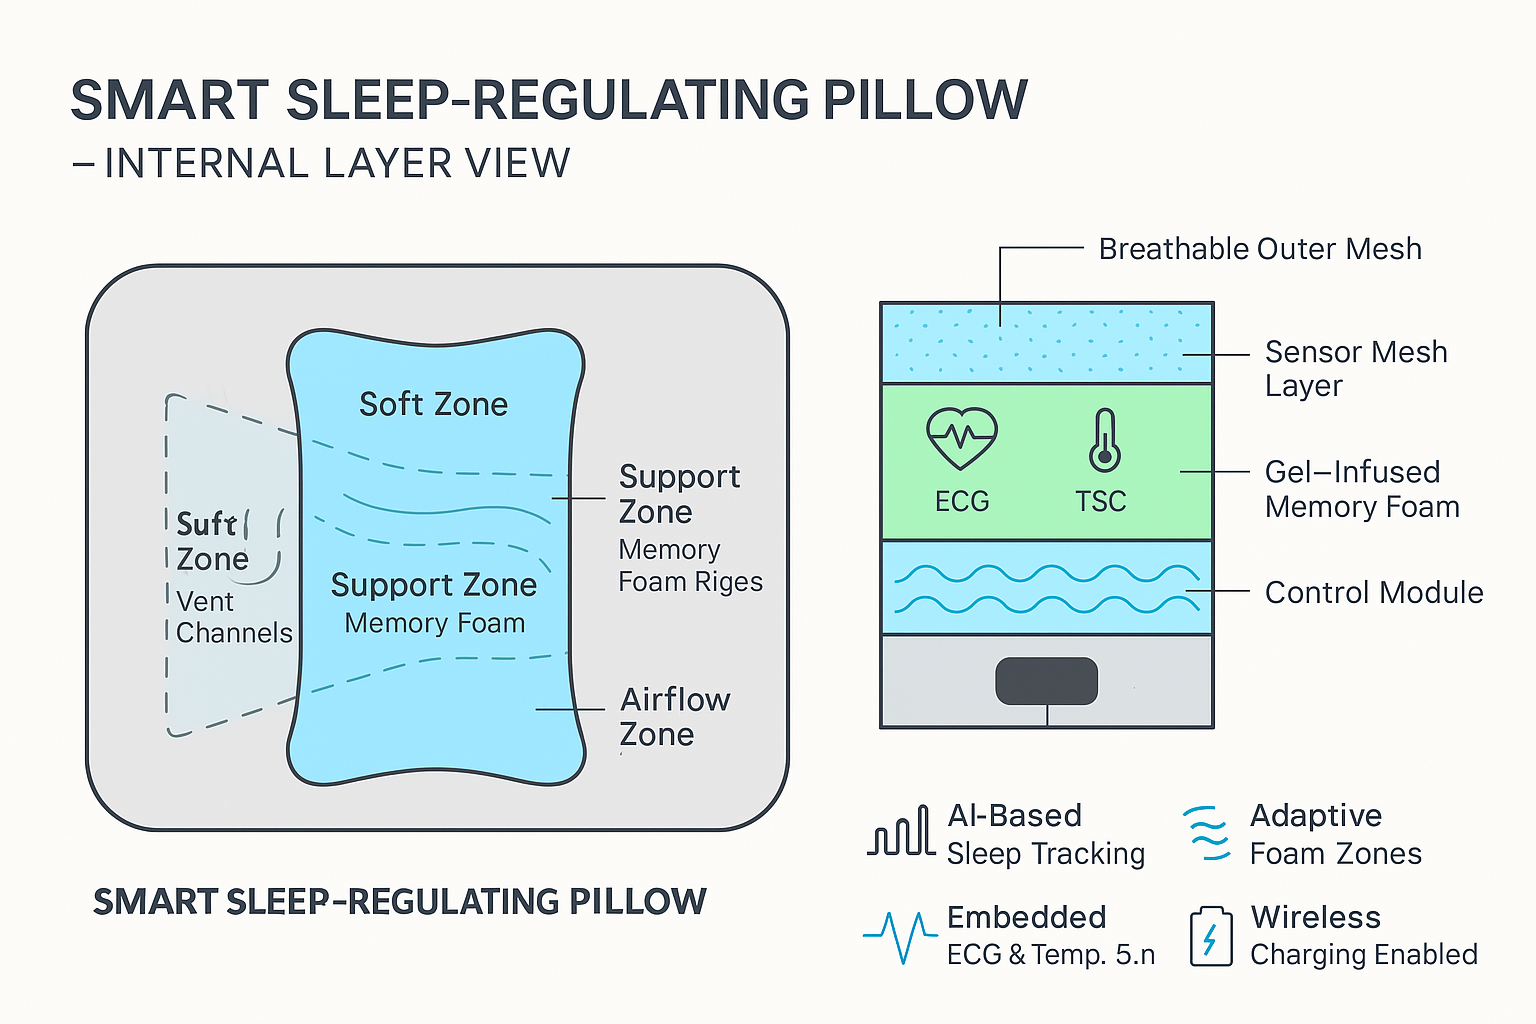 SMART SLEEP-REGULATING PILLOW
– INTERNAL LAYER VIEW
Soft Zone
Support
Zone
Memory
Foam Riges
Suft
Zone
Vent
Channels
Support Zone
Memory Foam
Airflow
Zone
SMART SLEEP-REGULATING PILLOW
Breathable Outer Mesh
Sensor Mesh
Layer
ECG
TSC
Gel–Infused
Memory Foam
Control Module
AI-Based
Sleep Tracking
Adaptive
Foam Zones
Embedded
ECG & Temp. 5.n
Wireless
Charging Enabled